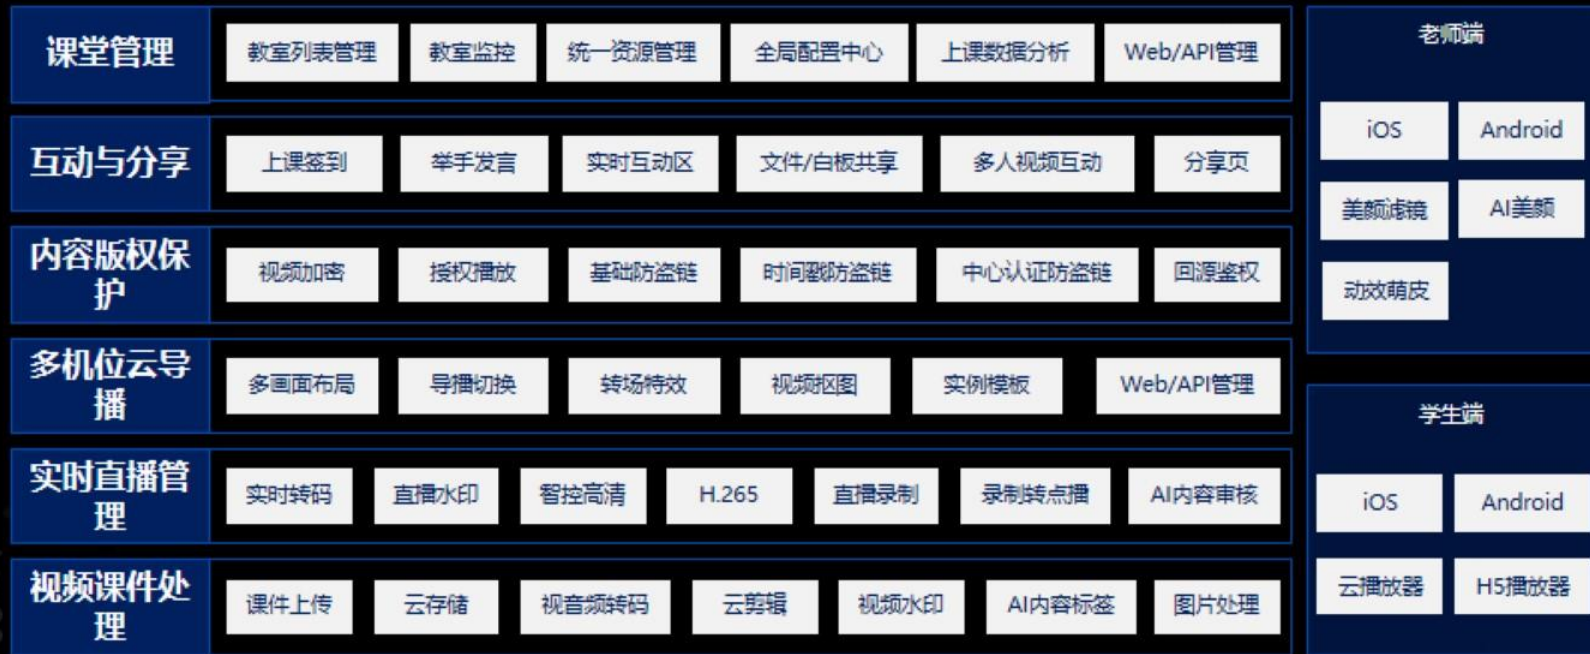 课堂管理
教室列表管理
教室监控
统一资源管理
全局配置中心
上课数据分析
Web/API管理
互动与分享
上课签到
举手发言
实时互动区
文件/白板共享
多人视频互动
分享页
内容版权保
护
视频加密
授权播放
基础防盗链
时间戳防盗链
中心认证防盗链
回源鉴权
多机位云导
播
多画面布局
导播切换
转场特效
视频抠图
实例模板
Web/API管理
实时直播管
理
实时转码
直播水印
智控高清
H.265
直播录制
录制转点播
AI内容审核
视频课件处
理
课件上传
云存储
视音频转码
云剪辑
视频水印
AI内容标签
图片处理
老师端
iOS
Android
美颜滤镜
AI美颜
动效萌皮
学生端
iOS
Android
云播放器
H5播放器